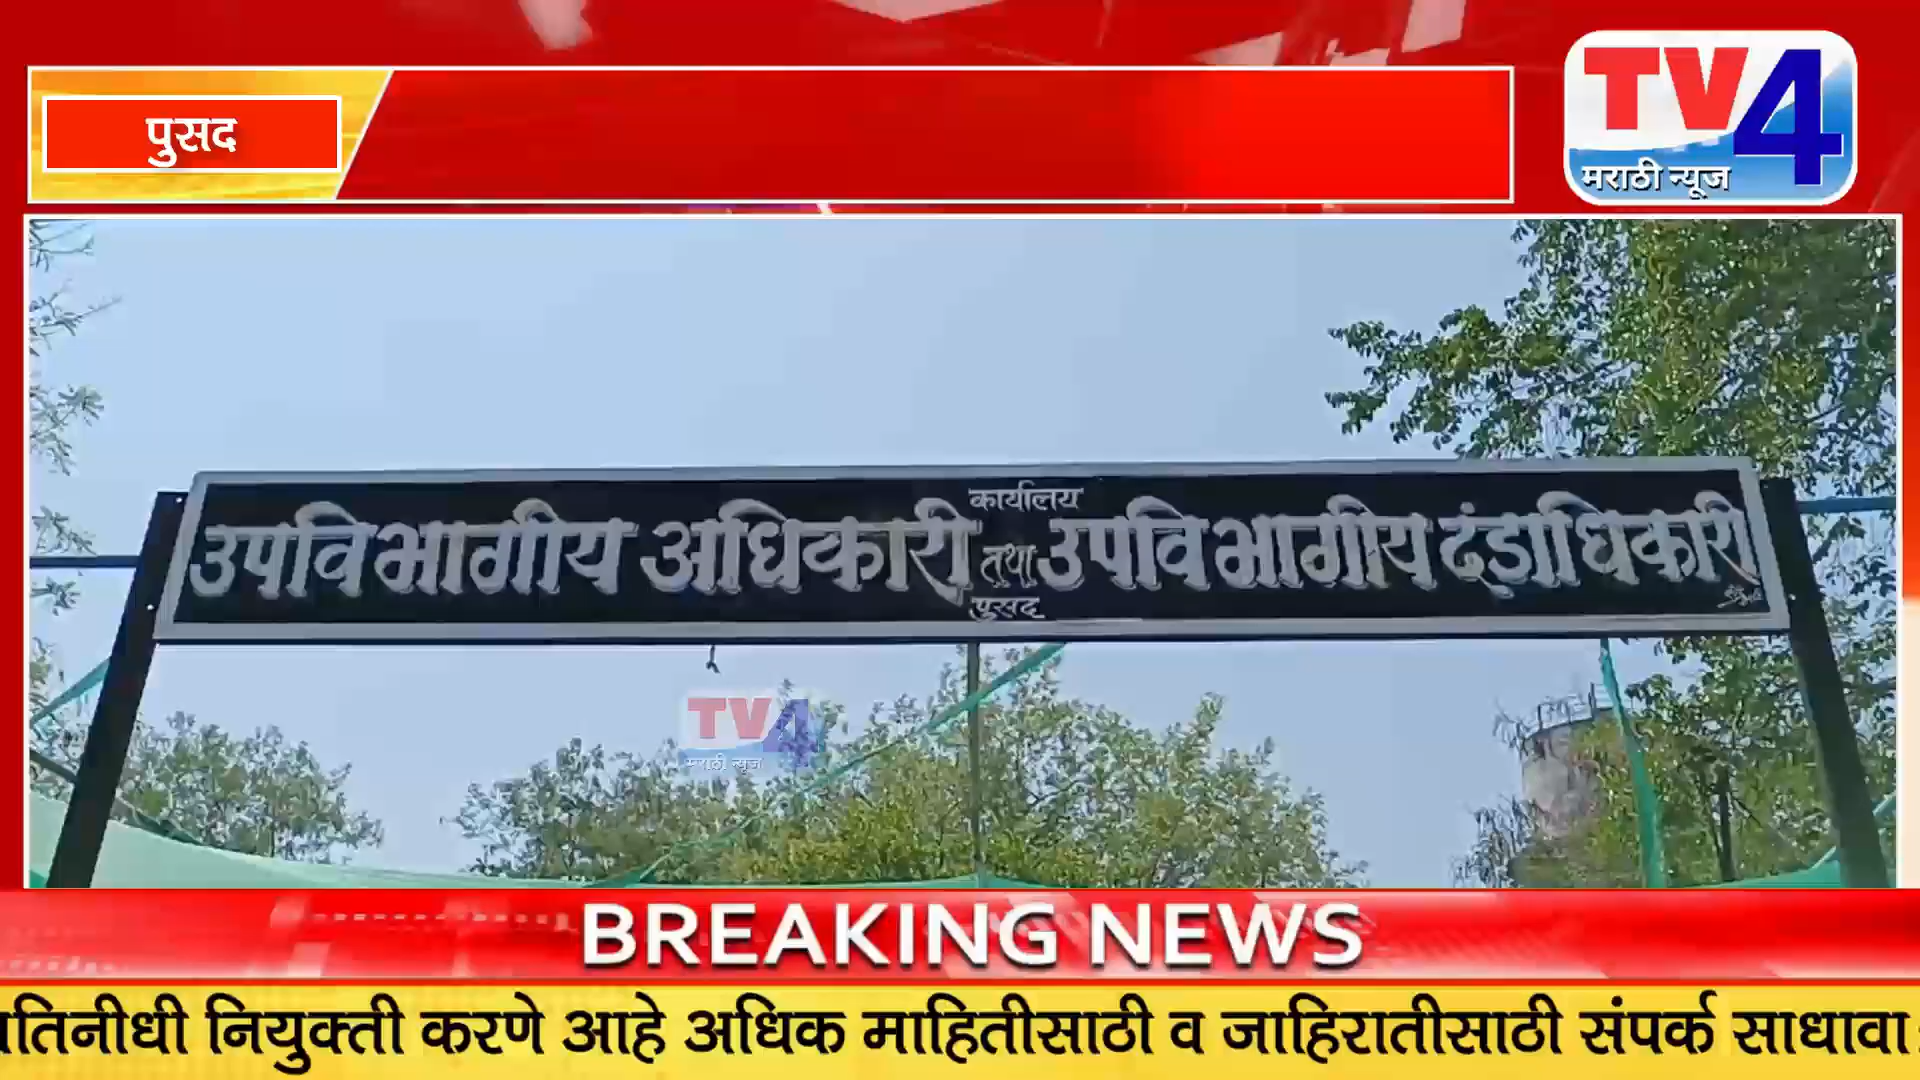 पुसद
TV4
मराठी न्यूज
कार्यालय
उपविभागीय अधिकारी तथा उपविभागीय दंडाधिकारी
पुसद
TV4
मराठी न्यूज
BREAKING NEWS
नियुक्ती करणे आहे अधिक माहितीसाठी व जाहिरातीसाठी संपर्क साधावा